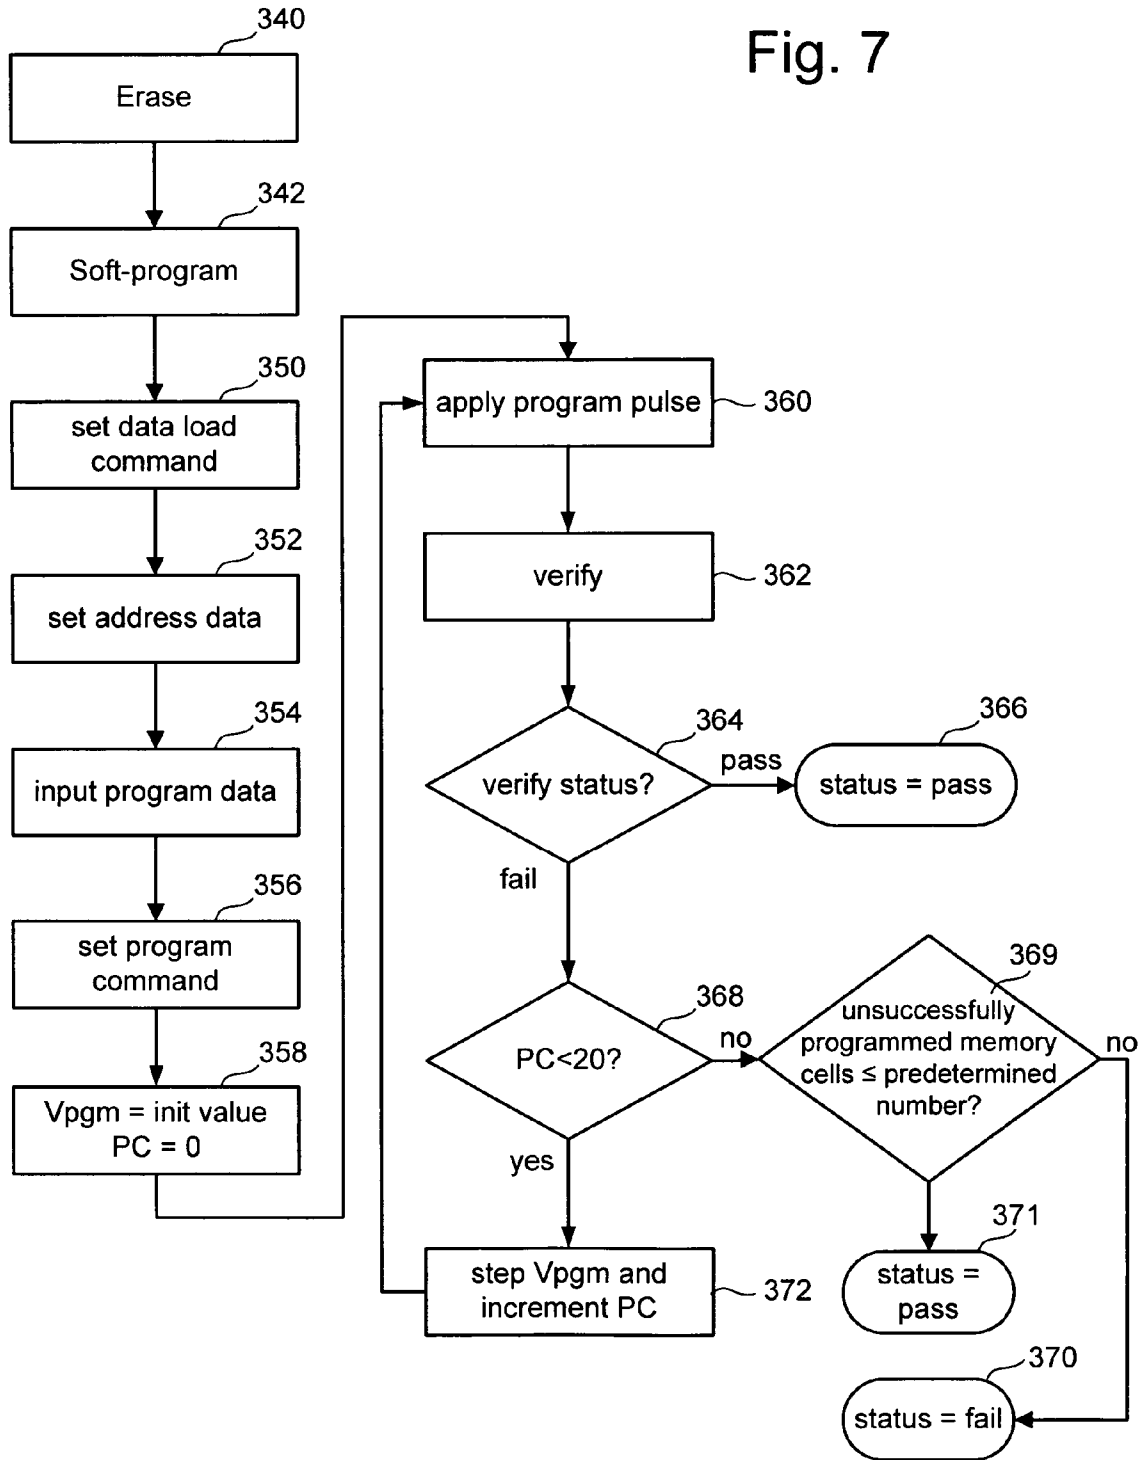 Fig. 7
340
Erase
342
Soft-program
350
set data load
command
352
set address data
354
input program data
356
set program
command
358
Vpgm = init value
PC = 0
apply program pulse
360
verify
362
364
verify status?
pass
366
status = pass
fail
368
PC<20?
no
369
unsuccessfully
programmed memory
cells ≤ predetermined
number?
no
yes
step Vpgm and
increment PC
372
371
status =
pass
370
status = fail